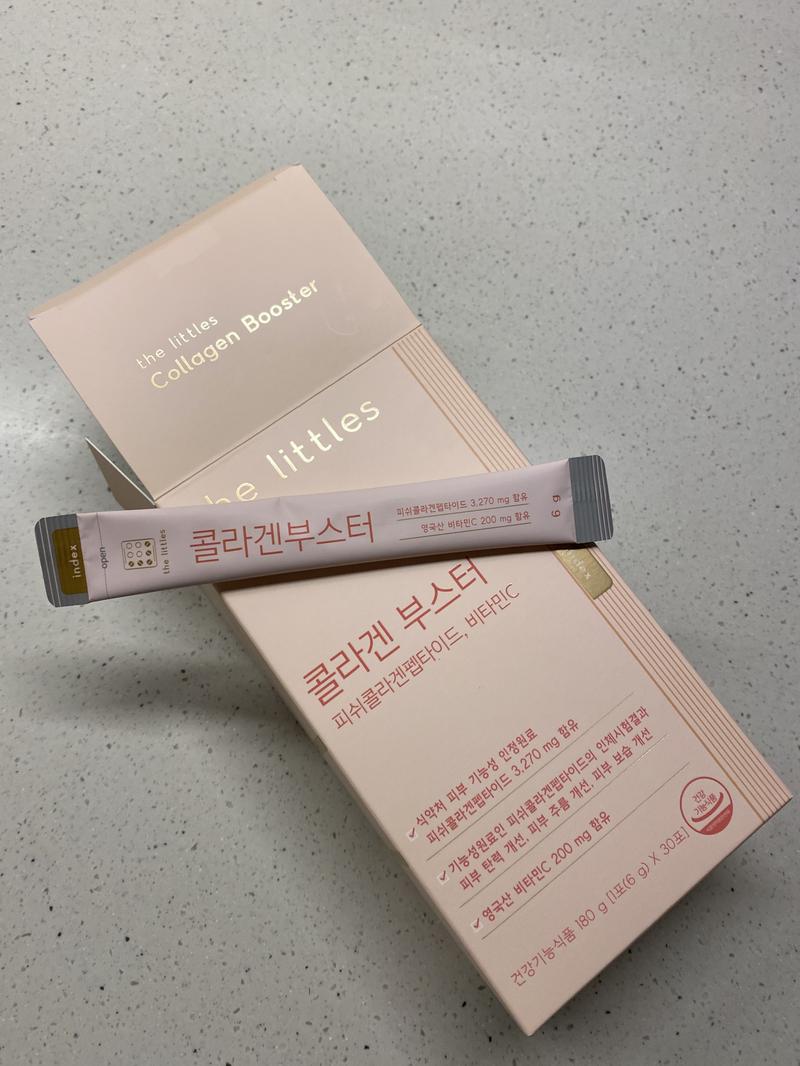 the littles
Collagen Booster
he littles
index
open
the littles
콜라겐부스터
피쉬콜라겐펩타이드 3,270 mg 함유
영국산 비타민C 200 mg 함유
6 g
콜라겐 부스터
피쉬콜라겐펩타이드, 비타민C
식약처 피부 기능성 인정원료
피쉬콜라겐펩타이드 3,270 mg 함유
기능성원료인 피쉬콜라겐펩타이드의 인체시험결과
피부 탄력 개선, 피부 주름 개선, 피부 보습 개선
영국산 비타민C 200 mg 함유
건강
기능식품
건강기능식품 180 g [1포(6 g) X 30포]